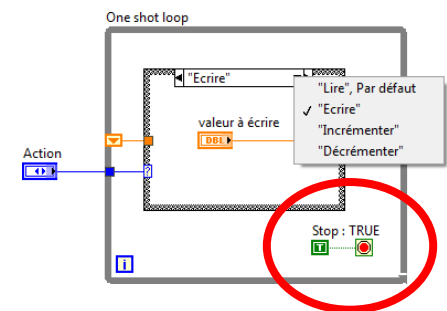 One shot loop
"Ecrire"
"Lire", Par défaut
✓ "Ecrire"
"Incrémenter"
"Décrémenter"
valeur à écrire
DBL
Action
?
Stop : TRUE
T
i